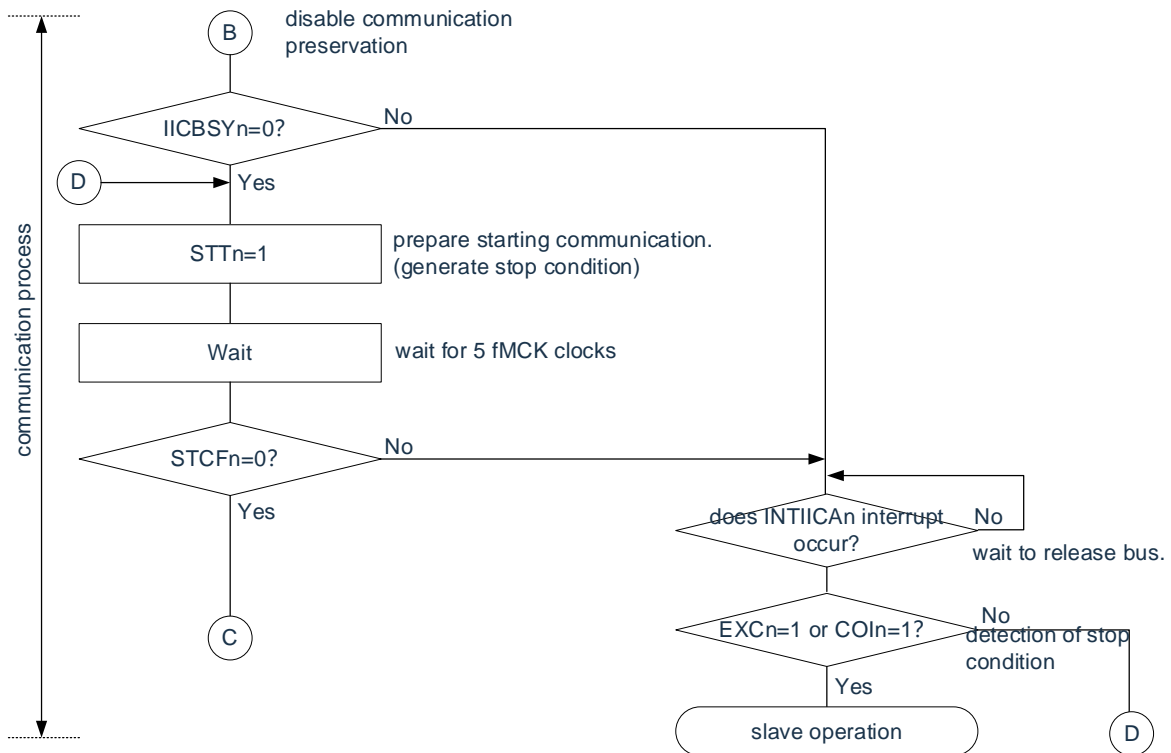 B
disable communication
preservation
IICBSYn=0?
No
D
Yes
STTn=1
prepare starting communication.
(generate stop condition)
Wait
wait for 5 fMCK clocks
STCFn=0?
No
Yes
communication process
does INTIICAn interrupt
occur?
No
wait to release bus.
C
EXCn=1 or COIn=1?
No
detection of stop
condition
Yes
slave operation
D